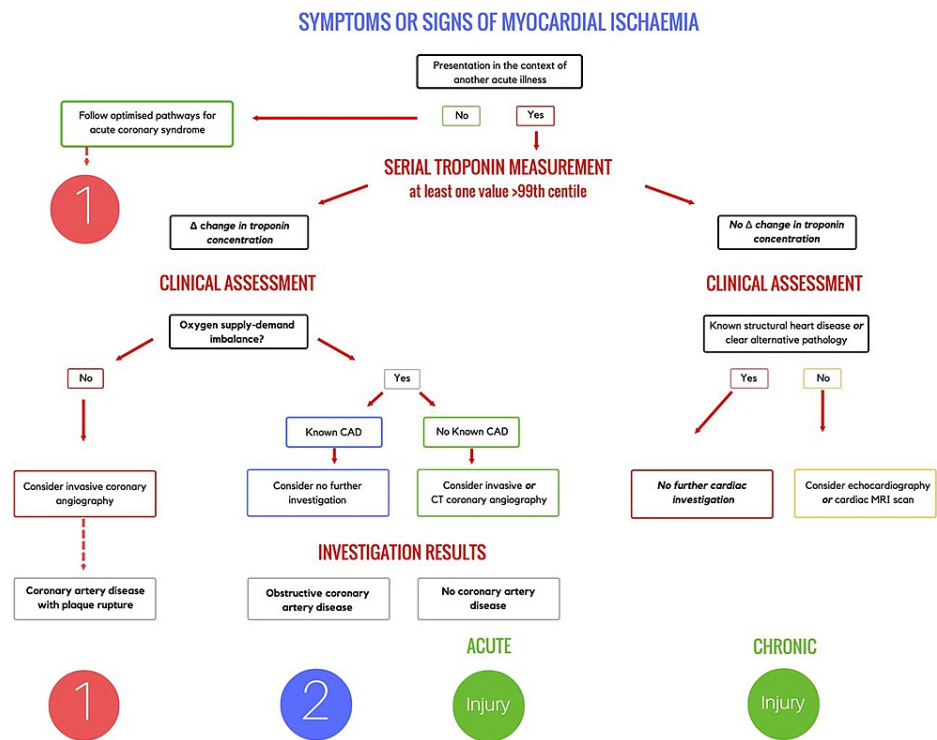 SYMPTOMS OR SIGNS OF MYOCARDIAL ISCHAEMIA
Presentation in the context of
another acute illness
No
Yes
Follow optimised pathways for
acute coronary syndrome
1
SERIAL TROPONIN MEASUREMENT
at least one value >99th centile
Δ change in troponin
concentration
No Δ change in troponin
concentration
CLINICAL ASSESSMENT
CLINICAL ASSESSMENT
Oxygen supply-demand
imbalance?
Known structural heart disease or
clear alternative pathology
No
Yes
Yes
No
Known CAD
No Known CAD
Consider invasive coronary
angiography
Consider no further
investigation
Consider invasive or
CT coronary angiography
No further cardiac
investigation
Consider echocardiography
or cardiac MRI scan
INVESTIGATION RESULTS
Coronary artery disease
with plaque rupture
Obstructive coronary
artery disease
No coronary artery
disease
ACUTE
CHRONIC
1
2
Injury
Injury